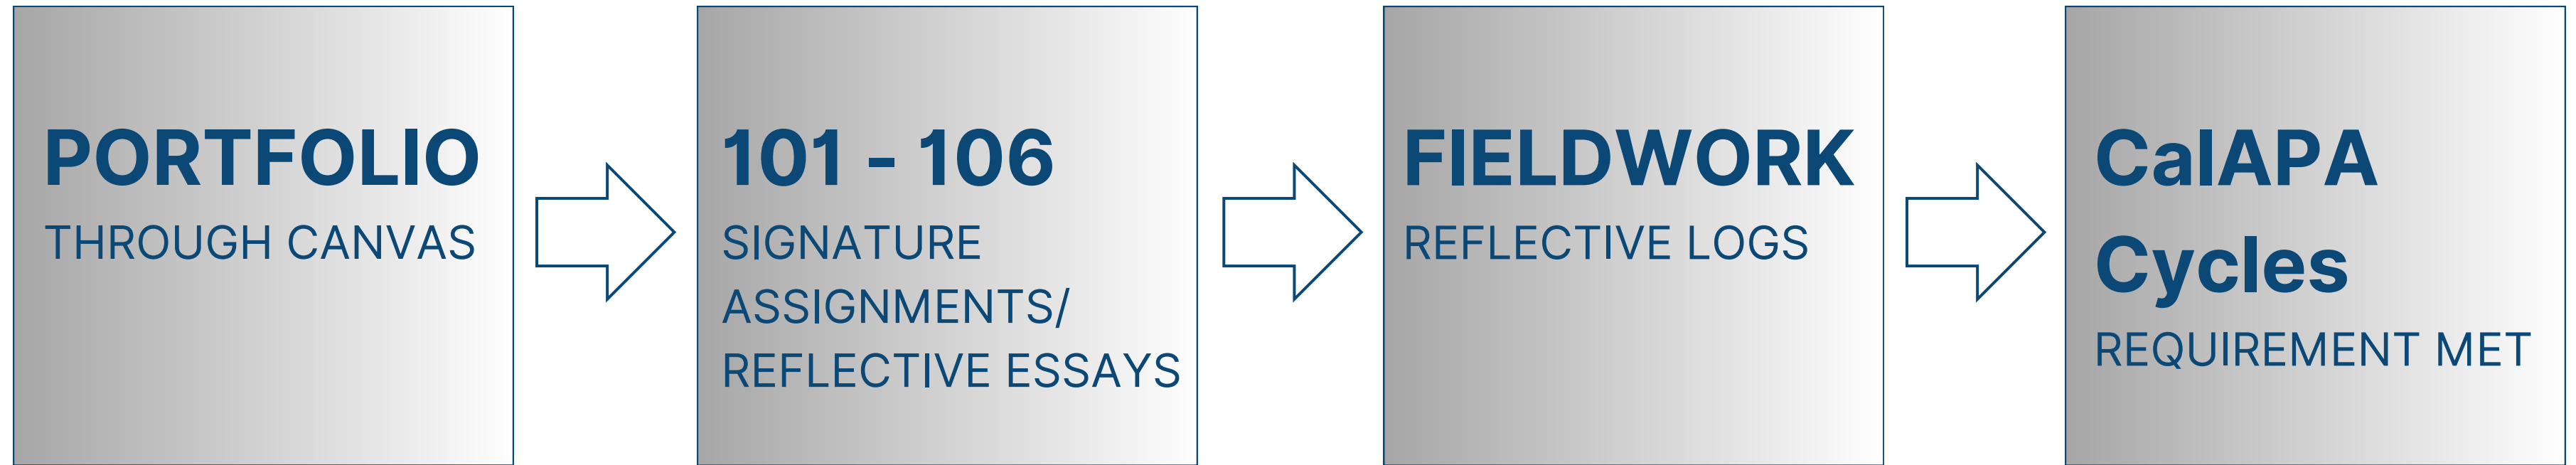 PORTFOLIO
THROUGH CANVAS
101 - 106
SIGNATURE
ASSIGNMENTS/
REFLECTIVE ESSAYS
FIELDWORK
REFLECTIVE LOGS
CalAPA
Cycles
REQUIREMENT MET